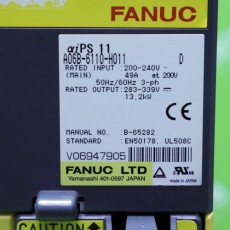 FANUC
αiPS 11
A06B-6110-H011 D
RATED INPUT :200-240V~
(MAIN) 49A at 200V
50Hz/60Hz 3-ph
RATED OUTPUT :283-339V⎓
13.2kW
CE
MANUAL NO. : B-65282
STANDARD : EN50178, UL508C
V06947905
FANUC LTD
Yamanashi 401-0597 JAPAN
MADE IN JAPAN
CAUTION